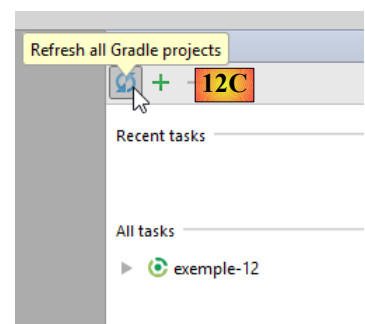 Refresh all Gradle projects
12C
Recent tasks
All tasks
exemple-12